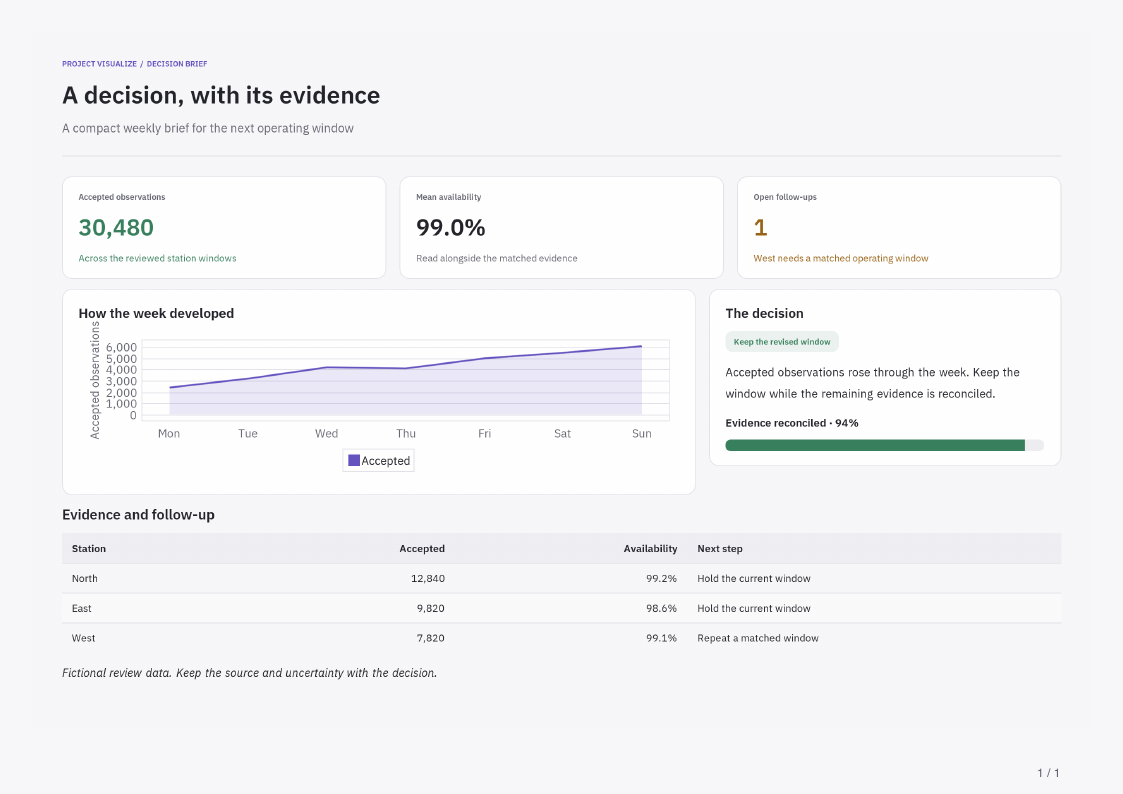 PROJECT VISUALIZE / DECISION BRIEF
A decision, with its evidence
A compact weekly brief for the next operating window
Accepted observations
30,480
Across the reviewed station windows
Mean availability
99.0%
Read alongside the matched evidence
Open follow-ups
1
West needs a matched operating window
How the week developed
Accepted observations
6,000
5,000
4,000
3,000
2,000
1,000
0
Mon Tue Wed Thu Fri Sat Sun
Accepted
The decision
Keep the revised window
Accepted observations rose through the week. Keep the
window while the remaining evidence is reconciled.
Evidence reconciled · 94%
Evidence and follow-up
Station Accepted Availability Next step
North 12,840 99.2% Hold the current window
East 9,820 98.6% Hold the current window
West 7,820 99.1% Repeat a matched window
Fictional review data. Keep the source and uncertainty with the decision.
1 / 1